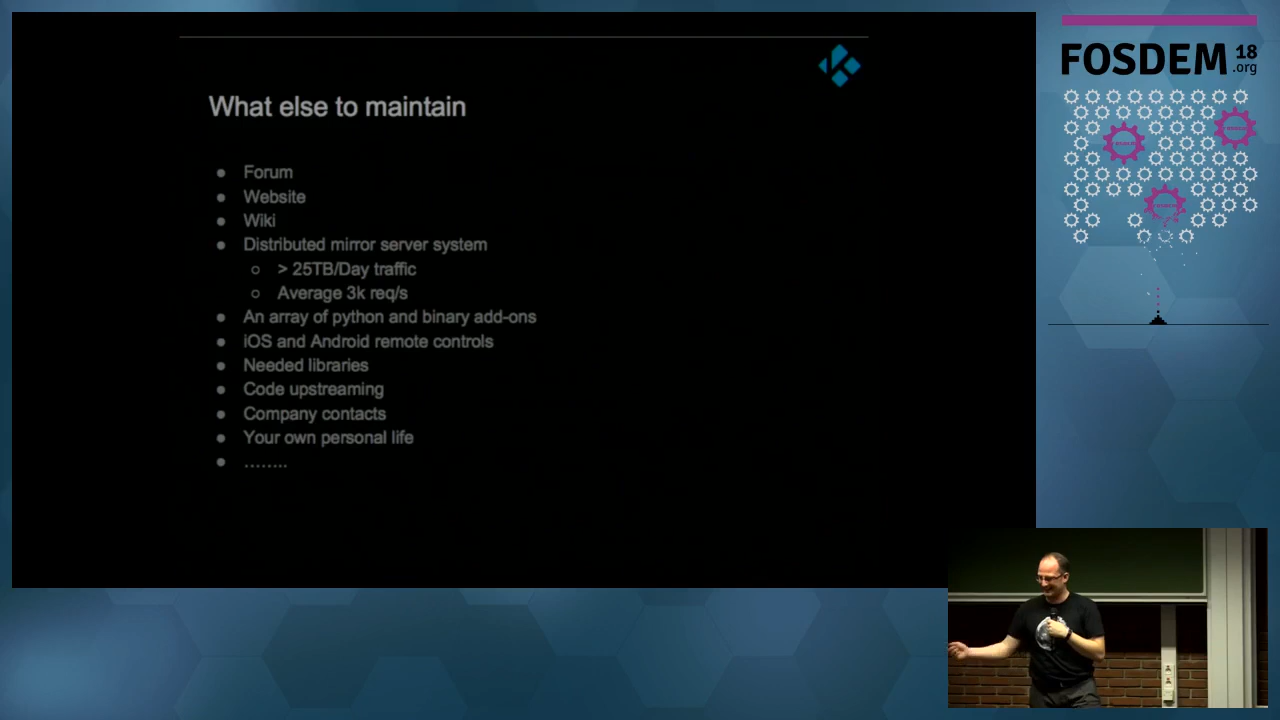 What else to maintain
● Forum
● Website
● Wiki
● Distributed mirror server system
○ > 25TB/Day traffic
○ Average 3k req/s
● An array of python and binary add-ons
● iOS and Android remote controls
● Needed libraries
● Code upstreaming
● Company contacts
● Your own personal life
● ........
FOSDEM 18
.org